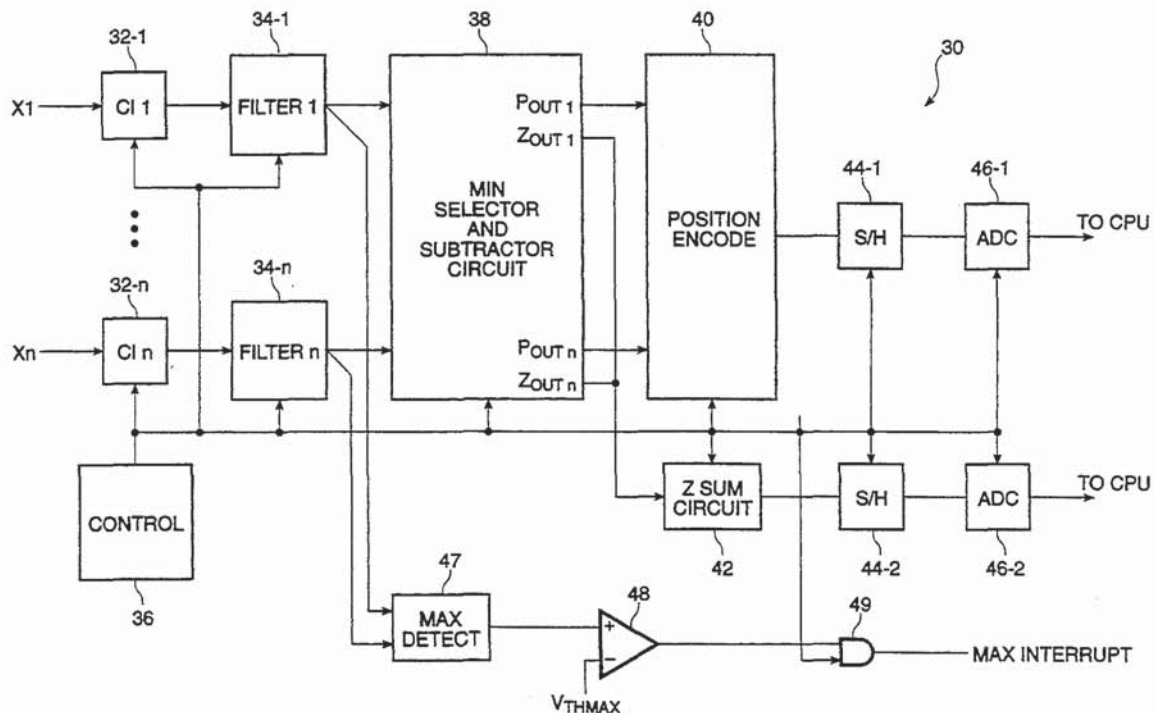 34-1
38
40
32-1
30
X1
CI 1
FILTER 1
POUT 1
ZOUT 1
44-1
46-1
MIN
SELECTOR
AND
SUBTRACTOR
CIRCUIT
POSITION
ENCODE
S/H
ADC
TO CPU
34-n
32-n
Xn
CI n
FILTER n
POUT n
ZOUT n
CONTROL
36
Z SUM
CIRCUIT
S/H
ADC
TO CPU
42
44-2
46-2
47
MAX
DETECT
48
+
−
VTHMAX
49
MAX INTERRUPT